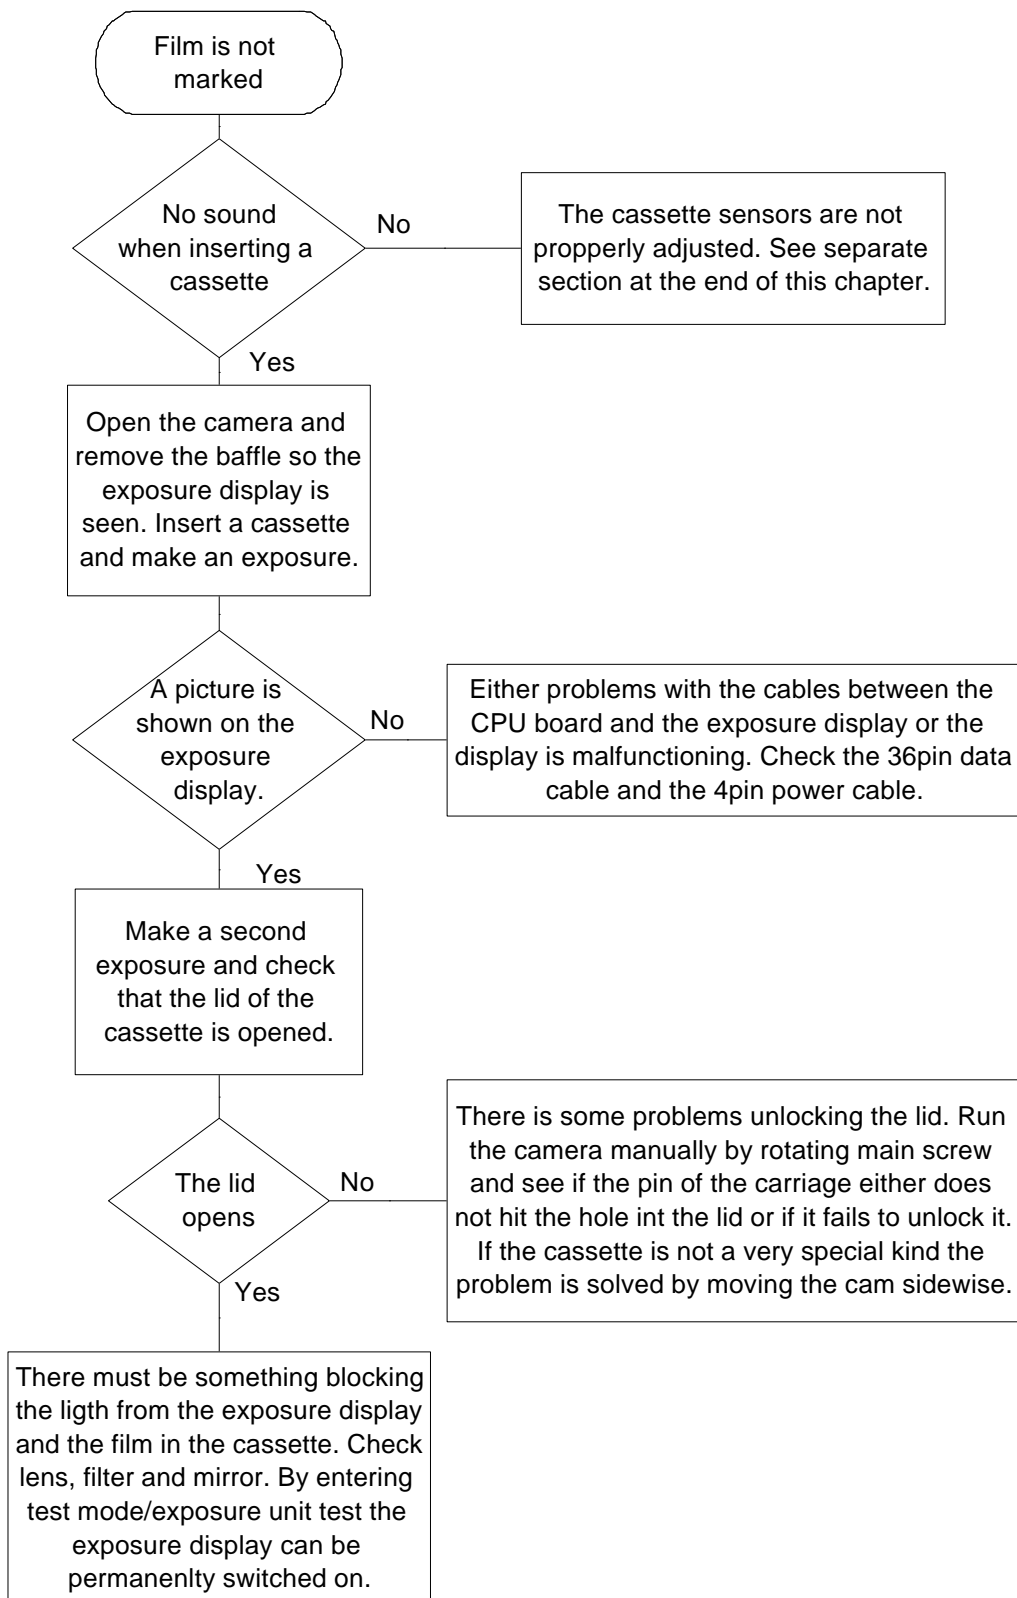 Film is not
marked
No sound
when inserting a
cassette
No
The cassette sensors are not
propperly adjusted. See separate
section at the end of this chapter.
Yes
Open the camera and
remove the baffle so the
exposure display is
seen. Insert a cassette
and make an exposure.
A picture is
shown on the
exposure
display.
No
Either problems with the cables between the
CPU board and the exposure display or the
display is malfunctioning. Check the 36pin data
cable and the 4pin power cable.
Yes
Make a second
exposure and check
that the lid of the
cassette is opened.
The lid
opens
No
There is some problems unlocking the lid. Run
the camera manually by rotating main screw
and see if the pin of the carriage either does
not hit the hole int the lid or if it fails to unlock it.
If the cassette is not a very special kind the
problem is solved by moving the cam sidewise.
Yes
There must be something blocking
the ligth from the exposure display
and the film in the cassette. Check
lens, filter and mirror. By entering
test mode/exposure unit test the
exposure display can be
permanenlty switched on.